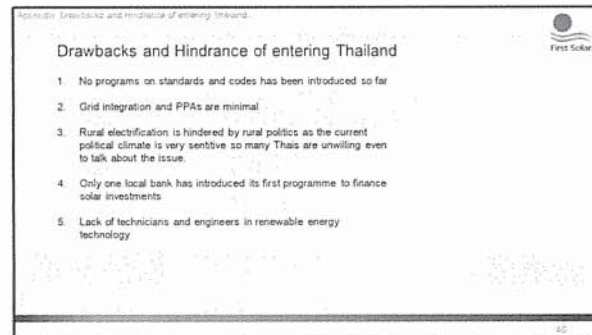 Appendix: Drawbacks and Hindrance of entering Thailand
First Solar
Drawbacks and Hindrance of entering Thailand
1. No programs on standards and codes has been introduced so far
2. Grid integration and PPAs are minimal
3. Rural electrification is hindered by rural politics as the current
political climate is very sentitive so many Thais are unwilling even
to talk about the issue.
4. Only one local bank has introduced its first programme to finance
solar investments
5. Lack of technicians and engineers in renewable energy
technology
40